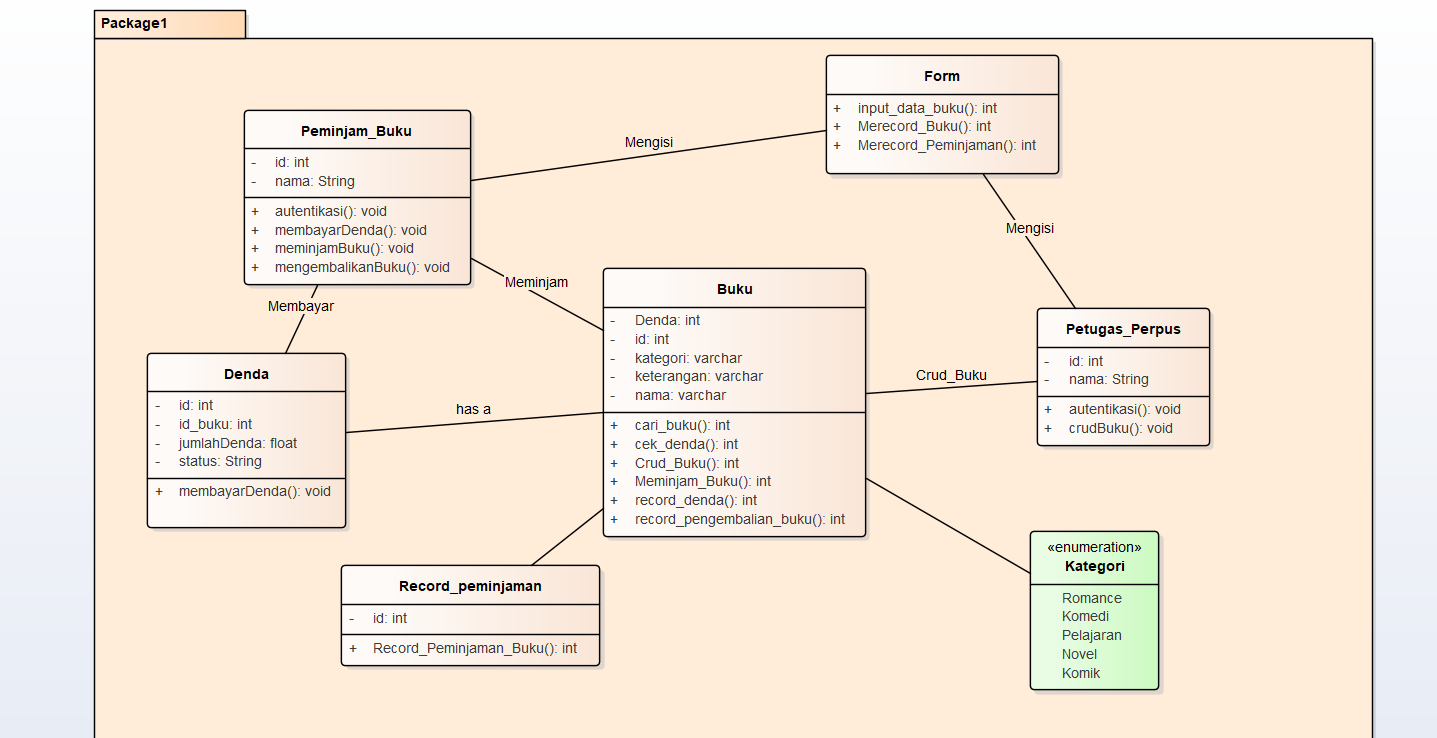 Package1
Form
+ input_data_buku(): int
+ Merecord_Buku(): int
+ Merecord_Peminjaman(): int
Peminjam_Buku
- id: int
- nama: String
+ autentikasi(): void
+ membayarDenda(): void
+ meminjamBuku(): void
+ mengembalikanBuku(): void
Mengisi
Mengisi
Meminjam
Membayar
Buku
- Denda: int
- id: int
- kategori: varchar
- keterangan: varchar
- nama: varchar
+ cari_buku(): int
+ cek_denda(): int
+ Crud_Buku(): int
+ Meminjam_Buku(): int
+ record_denda(): int
+ record_pengembalian_buku(): int
Petugas_Perpus
- id: int
- nama: String
+ autentikasi(): void
+ crudBuku(): void
Crud_Buku
Denda
- id: int
- id_buku: int
- jumlahDenda: float
- status: String
+ membayarDenda(): void
has a
Record_peminjaman
- id: int
+ Record_Peminjaman_Buku(): int
«enumeration»
Kategori
Romance
Komedi
Pelajaran
Novel
Komik